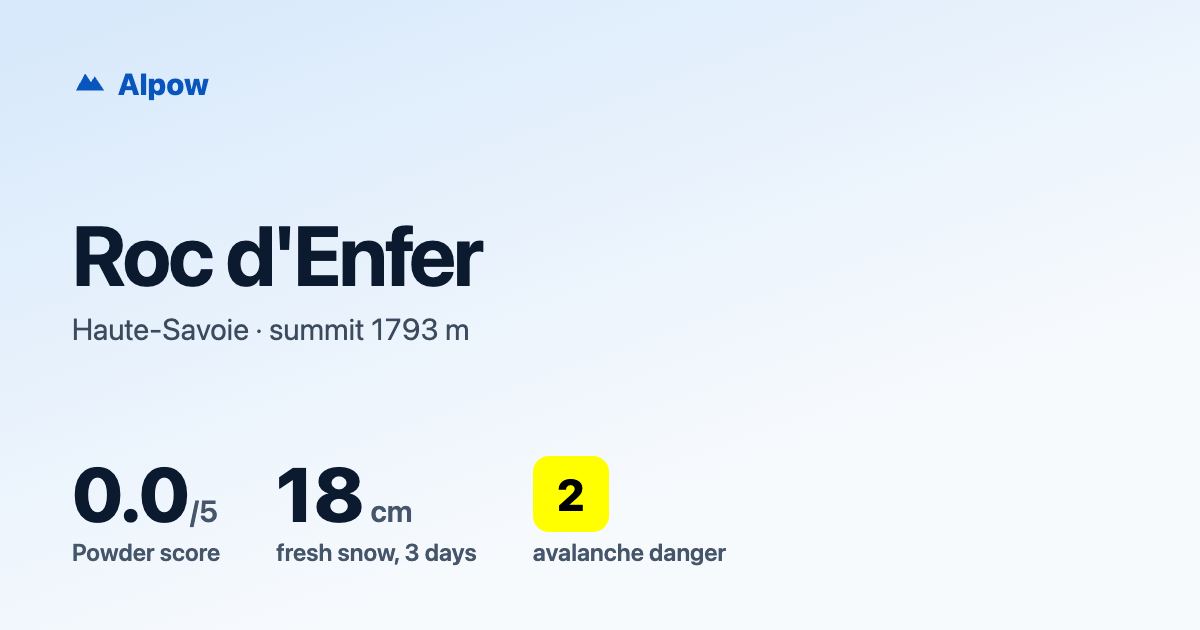 Alpow
Roc d'Enfer
Haute-Savoie · summit 1793 m
0.0/5
Powder score
18 cm
fresh snow, 3 days
2
avalanche danger